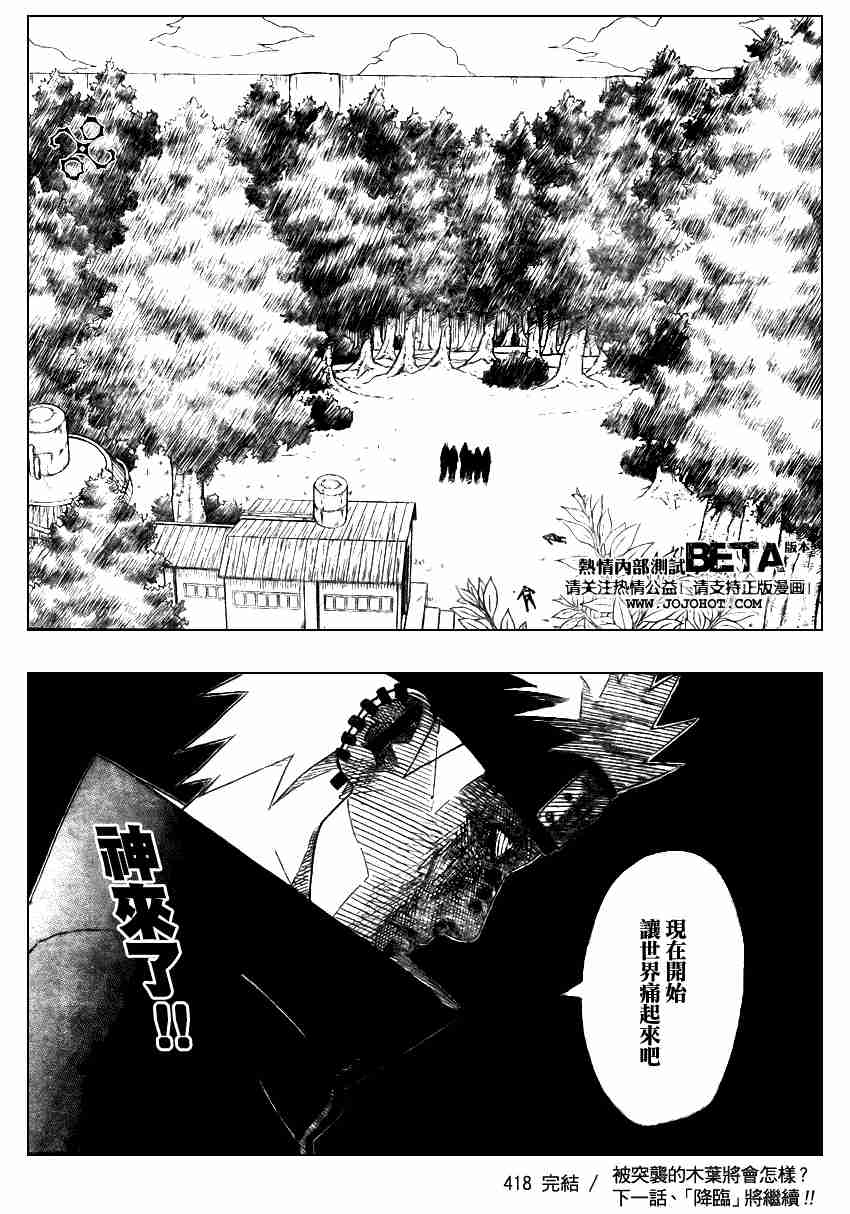 熱情內部測試BETA版本
请关注热情公益！请支持正版漫画！
WWW.JOJOHOT.COM
現在開始
讓世界痛起來吧
神來了!!
418 完結 /
被突襲的木葉將會怎樣？
下一話、「降臨」將繼續!!